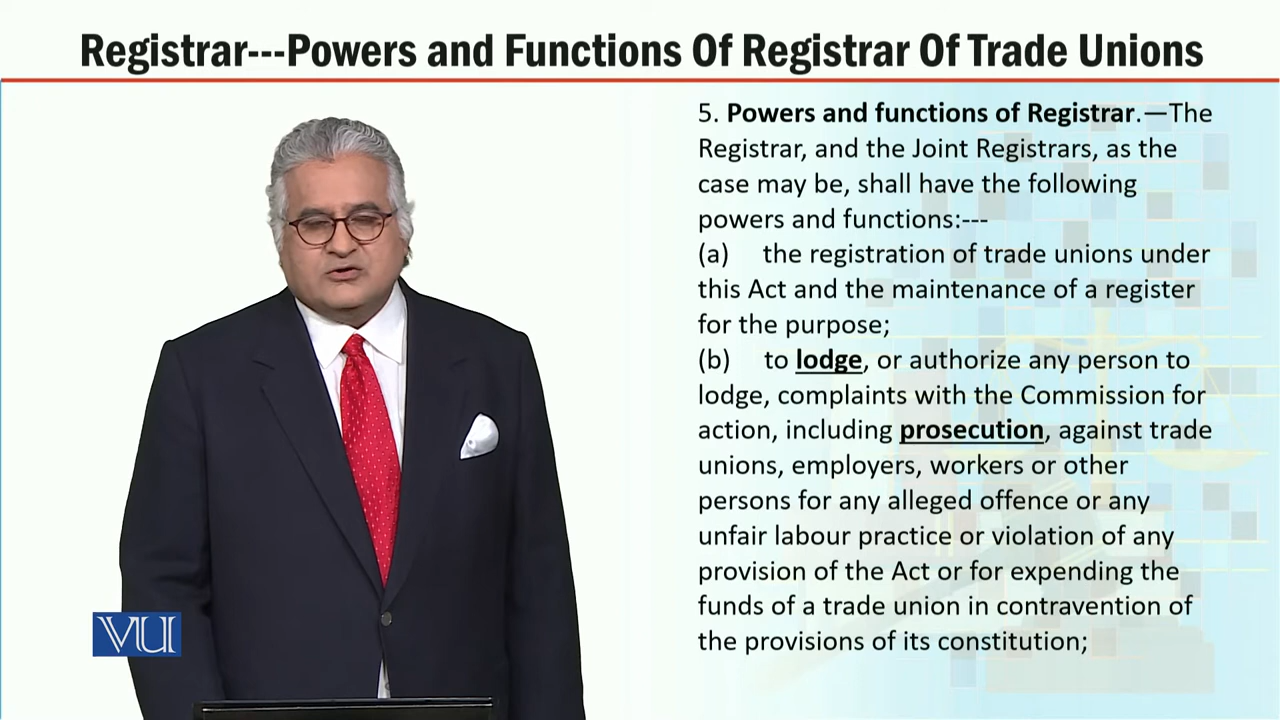 Registrar---Powers and Functions Of Registrar Of Trade Unions
5. Powers and functions of Registrar.—The
Registrar, and the Joint Registrars, as the
case may be, shall have the following
powers and functions:---
(a) the registration of trade unions under
this Act and the maintenance of a register
for the purpose;
(b) to lodge, or authorize any person to
lodge, complaints with the Commission for
action, including prosecution, against trade
unions, employers, workers or other
persons for any alleged offence or any
unfair labour practice or violation of any
provision of the Act or for expending the
funds of a trade union in contravention of
the provisions of its constitution;
VU